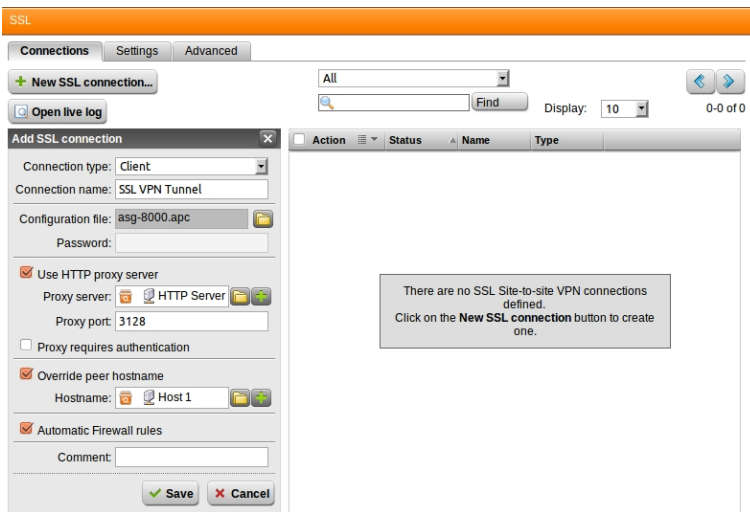 SSL
Connections Settings Advanced
New SSL connection...
Open live log
All
Find
Display: 10
0-0 of 0
Add SSL connection
Connection type: Client
Connection name: SSL VPN Tunnel
Configuration file: asg-8000.apc
Password:
Use HTTP proxy server
Proxy server: HTTP Server
Proxy port: 3128
Proxy requires authentication
Override peer hostname
Hostname: Host 1
Automatic Firewall rules
Comment:
Save Cancel
Action Status Name Type
There are no SSL Site-to-site VPN connections
defined.
Click on the New SSL connection button to create
one.